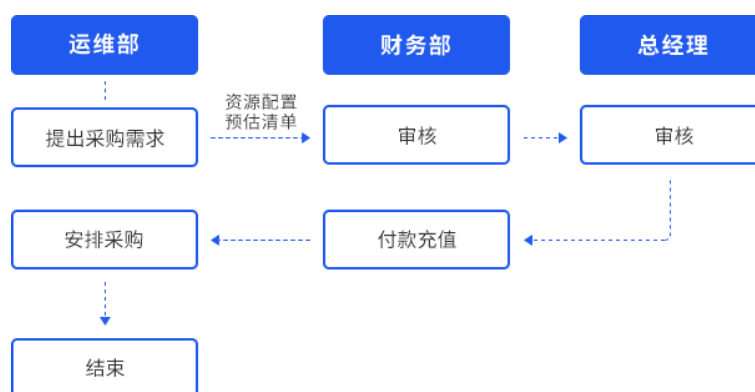 运维部
财务部
总经理
提出采购需求
资源配置
预估清单
审核
审核
安排采购
付款充值
结束